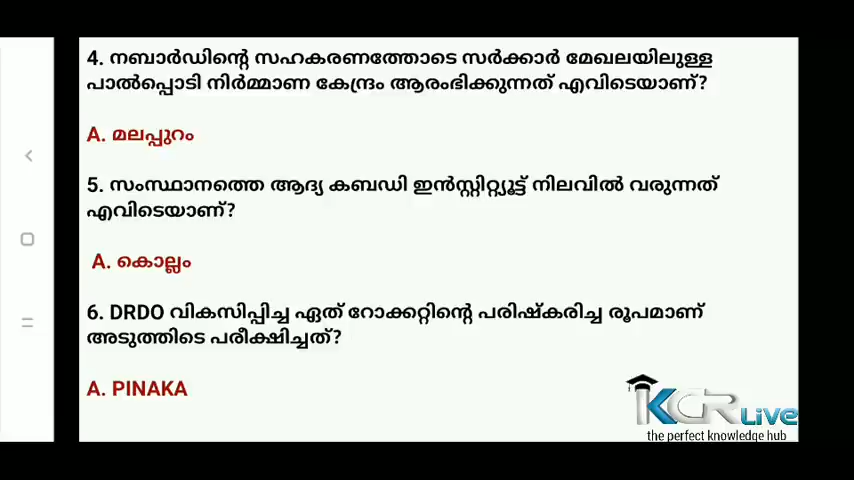 4. നബാർഡിന്റെ സഹകരണത്തോടെ സർക്കാർ മേഖലയിലുള്ള
പാൽപ്പൊടി നിർമ്മാണ കേന്ദ്രം ആരംഭിക്കുന്നത് എവിടെയാണ്?
A. മലപ്പുറം
5. സംസ്ഥാനത്തെ ആദ്യ കബഡി ഇൻസ്റ്റിറ്റ്യൂട്ട് നിലവിൽ വരുന്നത്
എവിടെയാണ്?
A. കൊല്ലം
6. DRDO വികസിപ്പിച്ച ഏത് റോക്കറ്റിന്റെ പരിഷ്കരിച്ച രൂപമാണ്
അടുത്തിടെ പരീക്ഷിച്ചത്?
A. PINAKA
KCR LIVE
the perfect knowledge hub